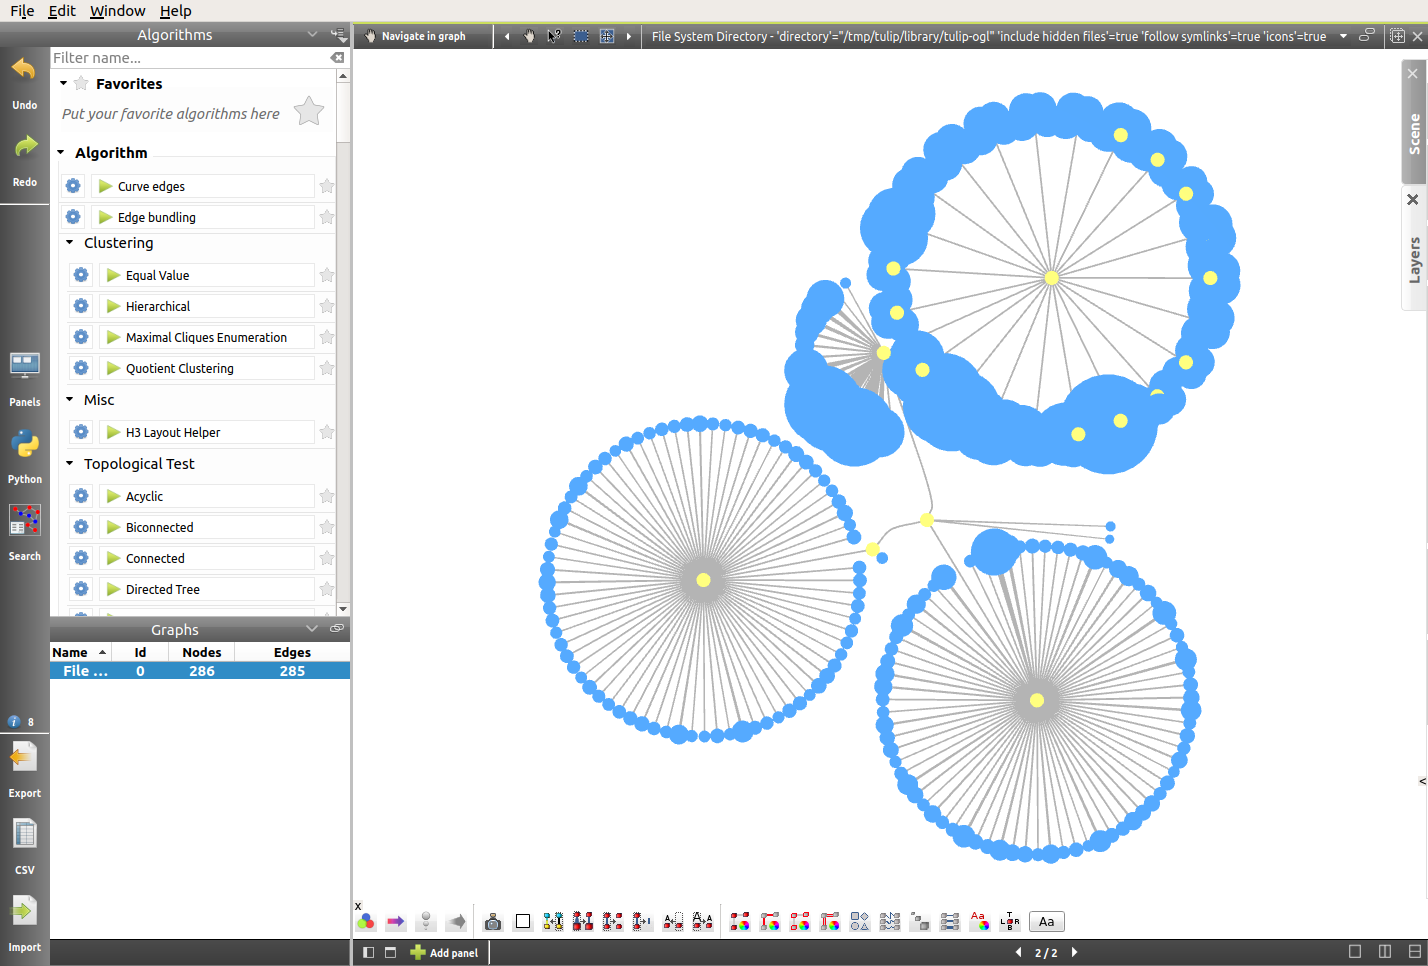 File Edit Window Help
Algorithms
Navigate in graph
File System Directory - 'directory'="/tmp/tulip/library/tulip-ogl" 'include hidden files'=true 'follow symlinks'=true 'icons'=true
Filter name...
Undo
Redo
Panels
Python
Search
8
Export
CSV
Import
Favorites
Put your favorite algorithms here
Algorithm
Curve edges
Edge bundling
Clustering
Equal Value
Hierarchical
Maximal Cliques Enumeration
Quotient Clustering
Misc
H3 Layout Helper
Topological Test
Acyclic
Biconnected
Connected
Directed Tree
Graphs
Name Id Nodes Edges
File ... 0 286 285
Scene
Layers
<
x
Aa
Add panel
2 / 2